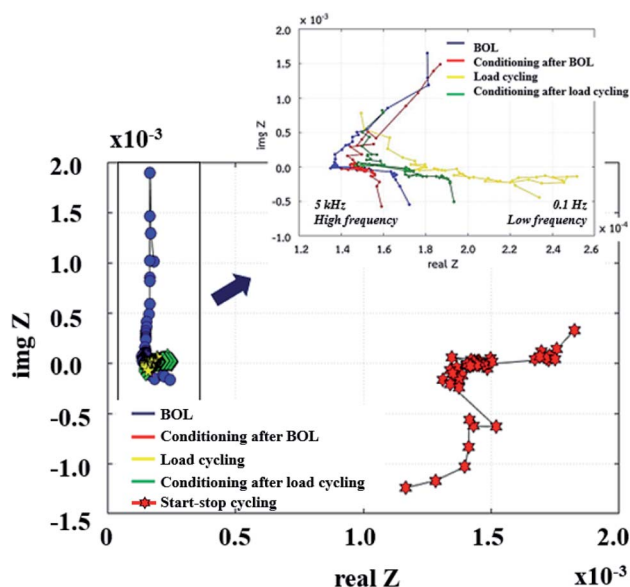 x10-3
2.0
1.5
1.0
0.5
0.0
-0.5
-1.0
1.2 1.4 1.6 1.8 2.0 2.2 2.4 2.6
x 10-4
img Z
real Z
BOL
Conditioning after BOL
Load cycling
Conditioning after load cycling
5 kHz
High frequency
0.1 Hz
Low frequency
x10-3
2.0
1.5
1.0
0.5
0.0
-0.5
-1.0
-1.5
img Z
BOL
Conditioning after BOL
Load cycling
Conditioning after load cycling
Start-stop cycling
0 0.5 1.0 1.5 2.0
real Z
x10-3